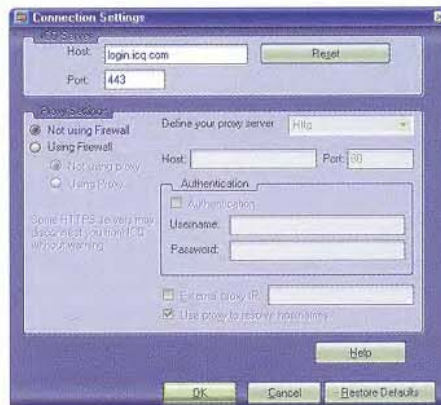 Connection Settings
ICQ Server
Host: login.icq.com
Reset
Port: 443
Proxy Settings
Not using Firewall
Using Firewall
Not using proxy
Using Proxy
Some HTTPS servers may
disconnect you from ICQ
without warning
Define your proxy server
Http
Host:
Port: 80
Authentication
Authentication
Username:
Password:
External proxy IP:
Use proxy to resolve hostnames
Help
OK
Cancel
Restore Defaults